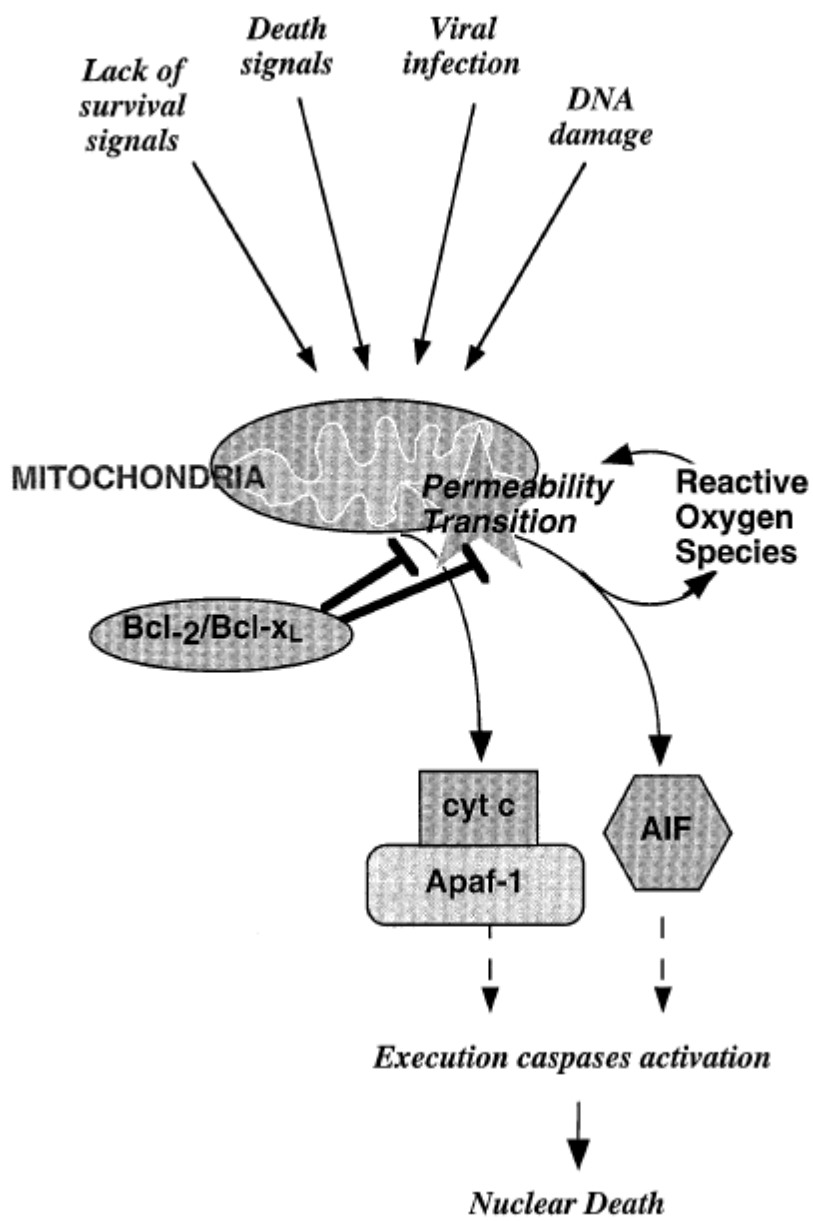 Lack of
survival
signals
Death
signals
Viral
infection
DNA
damage
MITOCHONDRIA
Permeability
Transition
Reactive
Oxygen
Species
Bcl-2/Bcl-xL
cyt c
Apaf-1
AIF
Execution caspases activation
Nuclear Death